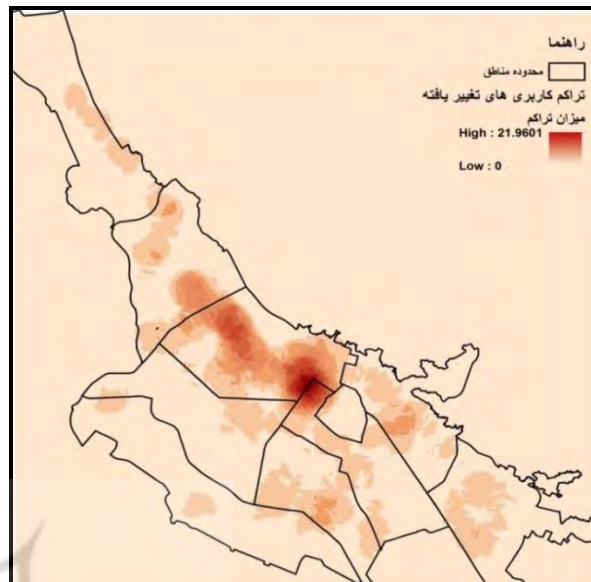 راهنما
محدوده مناطق
تراکم کاربری های تغییر یافته
میزان تراکم
High : 21.9601
Low : 0